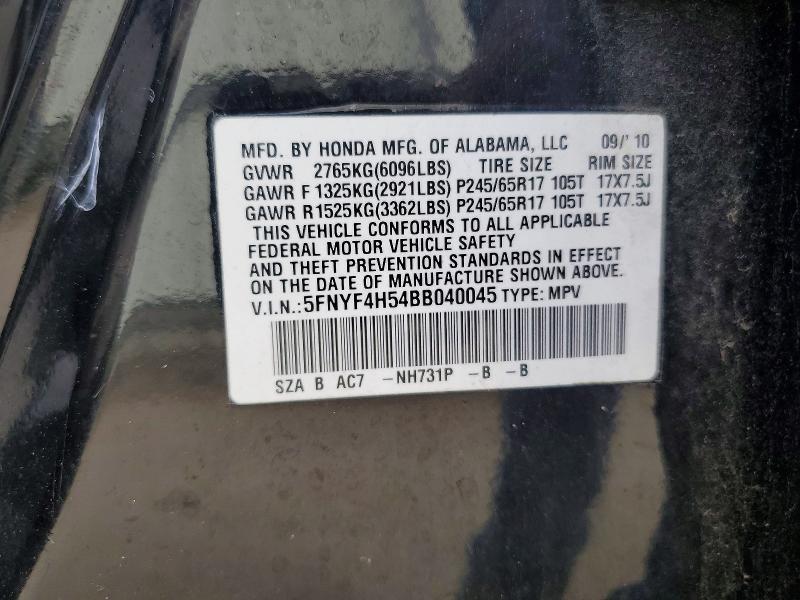 MFD. BY HONDA MFG. OF ALABAMA, LLC 09/'10
GVWR 2765KG(6096LBS) TIRE SIZE RIM SIZE
GAWR F 1325KG(2921LBS) P245/65R17 105T 17X7.5J
GAWR R1525KG(3362LBS) P245/65R17 105T 17X7.5J
THIS VEHICLE CONFORMS TO ALL APPLICABLE
FEDERAL MOTOR VEHICLE SAFETY
AND THEFT PREVENTION STANDARDS IN EFFECT
ON THE DATE OF MANUFACTURE SHOWN ABOVE.
V.I.N.:5FNYF4H54BB040045 TYPE: MPV
SZA B AC7 -NH731P -B -B